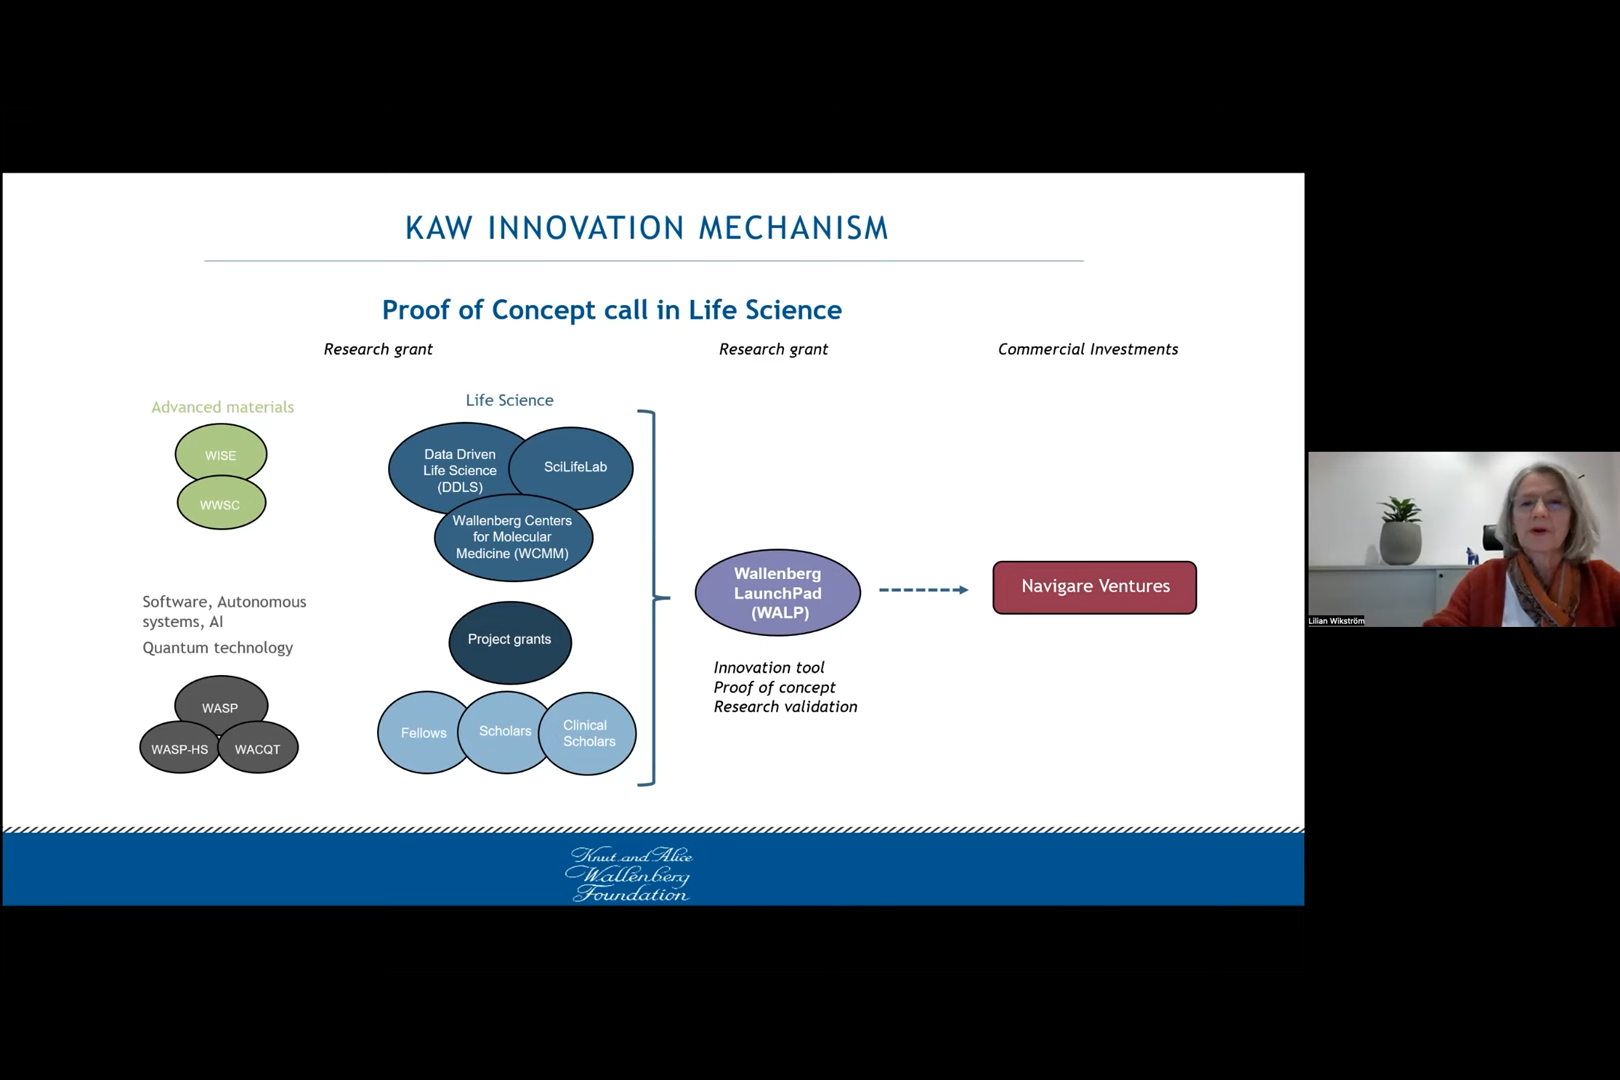 KAW INNOVATION MECHANISM
Proof of Concept call in Life Science
Research grant
Research grant
Commercial Investments
Advanced materials
WISE
WWSC
Software, Autonomous
systems, AI
Quantum technology
WASP
WASP-HS
WACQT
Life Science
Data Driven
Life Science
(DDLS)
SciLifeLab
Wallenberg Centers
for Molecular
Medicine (WCMM)
Project grants
Fellows
Scholars
Clinical
Scholars
Wallenberg
LaunchPad
(WALP)
Innovation tool
Proof of concept
Research validation
Navigare Ventures
Knut and Alice
Wallenberg
Foundation
Lilian Wikström